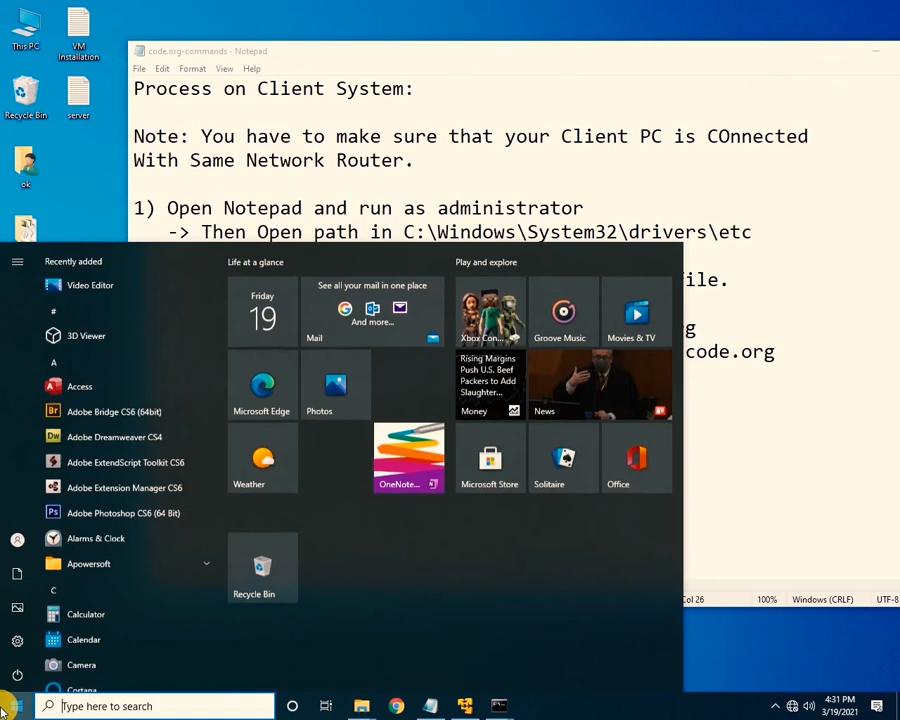 This PC
VM
Installation
Recycle Bin
server
ok
code.org-commands - Notepad
File Edit Format View Help
Process on Client System:
Note: You have to make sure that your Client PC is COnnected
With Same Network Router.
1) Open Notepad and run as administrator
-> Then Open path in C:\Windows\System32\drivers\etc
file.
code.org
Col 26
100%
Windows (CRLF)
UTF-8
Recently added
Video Editor
#
3D Viewer
A
Access
Adobe Bridge CS6 (64bit)
Adobe Dreamweaver CS4
Adobe ExtendScript Toolkit CS6
Adobe Extension Manager CS6
Adobe Photoshop CS6 (64 Bit)
Alarms & Clock
Apowersoft
C
Calculator
Calendar
Camera
Cortana
Life at a glance
Friday
19
See all your mail in one place
And more...
Mail
Microsoft Edge
Photos
Weather
OneNote...
Recycle Bin
Play and explore
Xbox Con...
Groove Music
Movies & TV
Rising Margins
Push U.S. Beef
Packers to Add
Slaughter...
Money
News
Microsoft Store
Solitaire
Office
Type here to search
4:31 PM
3/19/2021